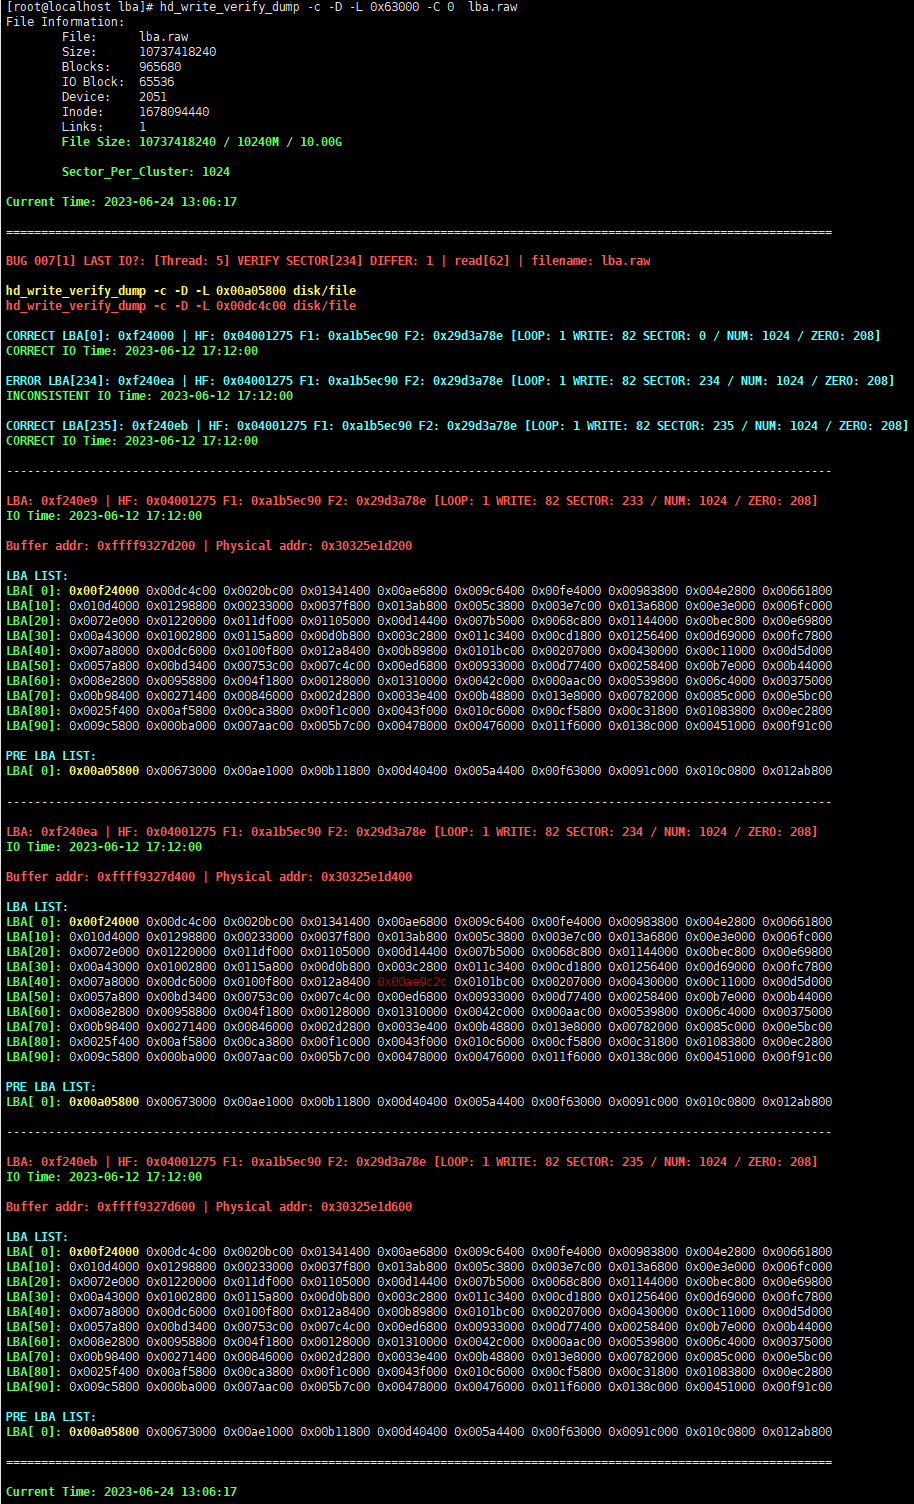 [root@localhost lba]# hd_write_verify_dump -c -D -L 0x63000 -C 0  lba.raw
File Information:
        File:      lba.raw
        Size:      10737418240
        Blocks:    965680
        IO Block:  65536
        Device:    2051
        Inode:     1678094440
        Links:     1
        File Size: 10737418240 / 10240M / 10.00G
        Sector_Per_Cluster: 1024
Current Time: 2023-06-24 13:06:17
======================================================================================================================
BUG 007[1] LAST IO?: [Thread: 5] VERIFY SECTOR[234] DIFFER: 1 | read[62] | filename: lba.raw
hd_write_verify_dump -c -D -L 0x00a05800 disk/file
hd_write_verify_dump -c -D -L 0x00dc4c00 disk/file
CORRECT LBA[0]: 0xf24000 | HF: 0x04001275 F1: 0xa1b5ec90 F2: 0x29d3a78e [LOOP: 1 WRITE: 82 SECTOR: 0 / NUM: 1024 / ZERO: 208]
CORRECT IO Time: 2023-06-12 17:12:00
ERROR LBA[234]: 0xf240ea | HF: 0x04001275 F1: 0xa1b5ec90 F2: 0x29d3a78e [LOOP: 1 WRITE: 82 SECTOR: 234 / NUM: 1024 / ZERO: 208]
INCONSISTENT IO Time: 2023-06-12 17:12:00
CORRECT LBA[235]: 0xf240eb | HF: 0x04001275 F1: 0xa1b5ec90 F2: 0x29d3a78e [LOOP: 1 WRITE: 82 SECTOR: 235 / NUM: 1024 / ZERO: 208]
CORRECT IO Time: 2023-06-12 17:12:00
----------------------------------------------------------------------------------------------------------------------
LBA: 0xf240e9 | HF: 0x04001275 F1: 0xa1b5ec90 F2: 0x29d3a78e [LOOP: 1 WRITE: 82 SECTOR: 233 / NUM: 1024 / ZERO: 208]
IO Time: 2023-06-12 17:12:00
Buffer addr: 0xffff9327d200 | Physical addr: 0x30325e1d200
LBA LIST:
LBA[ 0]: 0x00f24000 0x00dc4c00 0x0020bc00 0x01341400 0x00ae6800 0x009c6400 0x00fe4000 0x00983800 0x004e2800 0x00661800
LBA[10]: 0x010d4000 0x01298800 0x00233000 0x0037f800 0x013ab800 0x005c3800 0x003e7c00 0x013a6800 0x00e3e000 0x006fc000
LBA[20]: 0x0072e000 0x01220000 0x011df000 0x01105000 0x00d14400 0x007b5000 0x0068c800 0x01144000 0x00bec800 0x00e69800
LBA[30]: 0x00a43000 0x01002800 0x0115a800 0x00d0b800 0x003c2800 0x011c3400 0x00cd1800 0x01256400 0x00d69000 0x00fc7800
LBA[40]: 0x007a8000 0x00dc6000 0x0100f800 0x012a8400 0x00b89800 0x0101bc00 0x00207000 0x00430000 0x00c11000 0x00d5d000
LBA[50]: 0x0057a800 0x00bd3400 0x00753c00 0x007c4c00 0x00ed6800 0x00933000 0x00d77400 0x00258400 0x00b7e000 0x00b44000
LBA[60]: 0x008e2800 0x00958800 0x004f1800 0x00128000 0x01310000 0x0042c000 0x000aac00 0x00539800 0x006c4000 0x00375000
LBA[70]: 0x00b98400 0x00271400 0x00846000 0x002d2800 0x0033e400 0x00b48800 0x013e8000 0x00782000 0x0085c000 0x00e5bc00
LBA[80]: 0x0025f400 0x00af5800 0x00ca3800 0x00f1c000 0x0043f000 0x010c6000 0x00cf5800 0x00c31800 0x01083800 0x00ec2800
LBA[90]: 0x009c5800 0x000ba000 0x007aac00 0x005b7c00 0x00478000 0x00476000 0x011f6000 0x0138c000 0x00451000 0x00f91c00
PRE LBA LIST:
LBA[ 0]: 0x00a05800 0x00673000 0x00ae1000 0x00b11800 0x00d40400 0x005a4400 0x00f63000 0x0091c000 0x010c0800 0x012ab800
----------------------------------------------------------------------------------------------------------------------
LBA: 0xf240ea | HF: 0x04001275 F1: 0xa1b5ec90 F2: 0x29d3a78e [LOOP: 1 WRITE: 82 SECTOR: 234 / NUM: 1024 / ZERO: 208]
IO Time: 2023-06-12 17:12:00
Buffer addr: 0xffff9327d400 | Physical addr: 0x30325e1d400
LBA LIST:
LBA[ 0]: 0x00f24000 0x00dc4c00 0x0020bc00 0x01341400 0x00ae6800 0x009c6400 0x00fe4000 0x00983800 0x004e2800 0x00661800
LBA[10]: 0x010d4000 0x01298800 0x00233000 0x0037f800 0x013ab800 0x005c3800 0x003e7c00 0x013a6800 0x00e3e000 0x006fc000
LBA[20]: 0x0072e000 0x01220000 0x011df000 0x01105000 0x00d14400 0x007b5000 0x0068c800 0x01144000 0x00bec800 0x00e69800
LBA[30]: 0x00a43000 0x01002800 0x0115a800 0x00d0b800 0x003c2800 0x011c3400 0x00cd1800 0x01256400 0x00d69000 0x00fc7800
LBA[40]: 0x007a8000 0x00dc6000 0x0100f800 0x012a8400 0x00ae9c2c 0x0101bc00 0x00207000 0x00430000 0x00c11000 0x00d5d000
LBA[50]: 0x0057a800 0x00bd3400 0x00753c00 0x007c4c00 0x00ed6800 0x00933000 0x00d77400 0x00258400 0x00b7e000 0x00b44000
LBA[60]: 0x008e2800 0x00958800 0x004f1800 0x00128000 0x01310000 0x0042c000 0x000aac00 0x00539800 0x006c4000 0x00375000
LBA[70]: 0x00b98400 0x00271400 0x00846000 0x002d2800 0x0033e400 0x00b48800 0x013e8000 0x00782000 0x0085c000 0x00e5bc00
LBA[80]: 0x0025f400 0x00af5800 0x00ca3800 0x00f1c000 0x0043f000 0x010c6000 0x00cf5800 0x00c31800 0x01083800 0x00ec2800
LBA[90]: 0x009c5800 0x000ba000 0x007aac00 0x005b7c00 0x00478000 0x00476000 0x011f6000 0x0138c000 0x00451000 0x00f91c00
PRE LBA LIST:
LBA[ 0]: 0x00a05800 0x00673000 0x00ae1000 0x00b11800 0x00d40400 0x005a4400 0x00f63000 0x0091c000 0x010c0800 0x012ab800
----------------------------------------------------------------------------------------------------------------------
LBA: 0xf240eb | HF: 0x04001275 F1: 0xa1b5ec90 F2: 0x29d3a78e [LOOP: 1 WRITE: 82 SECTOR: 235 / NUM: 1024 / ZERO: 208]
IO Time: 2023-06-12 17:12:00
Buffer addr: 0xffff9327d600 | Physical addr: 0x30325e1d600
LBA LIST:
LBA[ 0]: 0x00f24000 0x00dc4c00 0x0020bc00 0x01341400 0x00ae6800 0x009c6400 0x00fe4000 0x00983800 0x004e2800 0x00661800
LBA[10]: 0x010d4000 0x01298800 0x00233000 0x0037f800 0x013ab800 0x005c3800 0x003e7c00 0x013a6800 0x00e3e000 0x006fc000
LBA[20]: 0x0072e000 0x01220000 0x011df000 0x01105000 0x00d14400 0x007b5000 0x0068c800 0x01144000 0x00bec800 0x00e69800
LBA[30]: 0x00a43000 0x01002800 0x0115a800 0x00d0b800 0x003c2800 0x011c3400 0x00cd1800 0x01256400 0x00d69000 0x00fc7800
LBA[40]: 0x007a8000 0x00dc6000 0x0100f800 0x012a8400 0x00b89800 0x0101bc00 0x00207000 0x00430000 0x00c11000 0x00d5d000
LBA[50]: 0x0057a800 0x00bd3400 0x00753c00 0x007c4c00 0x00ed6800 0x00933000 0x00d77400 0x00258400 0x00b7e000 0x00b44000
LBA[60]: 0x008e2800 0x00958800 0x004f1800 0x00128000 0x01310000 0x0042c000 0x000aac00 0x00539800 0x006c4000 0x00375000
LBA[70]: 0x00b98400 0x00271400 0x00846000 0x002d2800 0x0033e400 0x00b48800 0x013e8000 0x00782000 0x0085c000 0x00e5bc00
LBA[80]: 0x0025f400 0x00af5800 0x00ca3800 0x00f1c000 0x0043f000 0x010c6000 0x00cf5800 0x00c31800 0x01083800 0x00ec2800
LBA[90]: 0x009c5800 0x000ba000 0x007aac00 0x005b7c00 0x00478000 0x00476000 0x011f6000 0x0138c000 0x00451000 0x00f91c00
PRE LBA LIST:
LBA[ 0]: 0x00a05800 0x00673000 0x00ae1000 0x00b11800 0x00d40400 0x005a4400 0x00f63000 0x0091c000 0x010c0800 0x012ab800
======================================================================================================================
Current Time: 2023-06-24 13:06:17